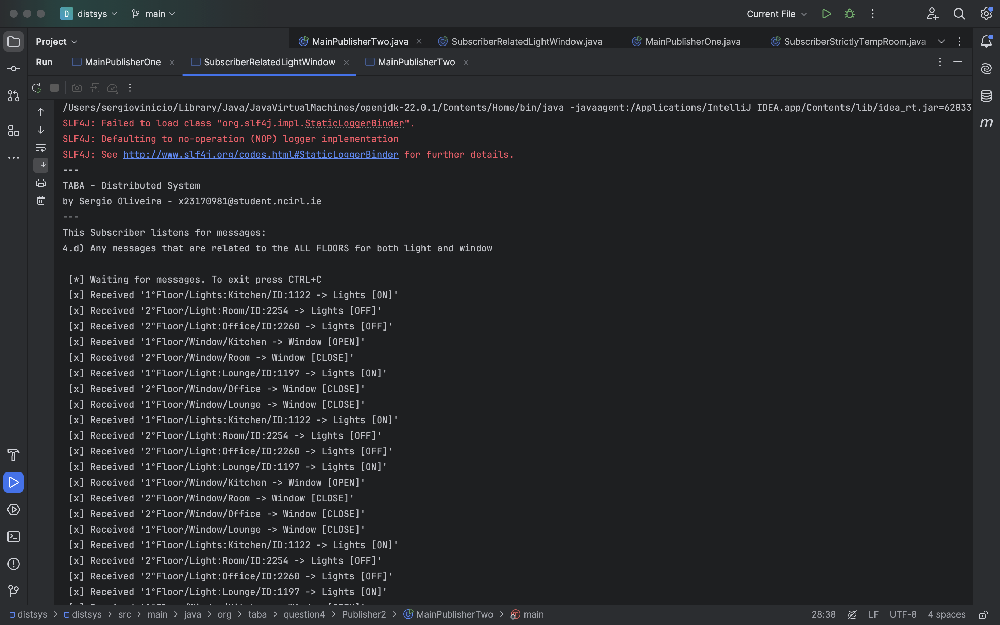 D distsys main Current File
Project MainPublisherTwo.java SubscriberRelatedLightWindow.java MainPublisherOne.java SubscriberStrictlyTempRoom.java
Run MainPublisherOne SubscriberRelatedLightWindow MainPublisherTwo
/Users/sergiovinicio/Library/Java/JavaVirtualMachines/openjdk-22.0.1/Contents/Home/bin/java -javaagent:/Applications/IntelliJ IDEA.app/Contents/lib/idea_rt.jar=62833
SLF4J: Failed to load class "org.slf4j.impl.StaticLoggerBinder".
SLF4J: Defaulting to no-operation (NOP) logger implementation
SLF4J: See http://www.slf4j.org/codes.html#StaticLoggerBinder for further details.
---
TABA - Distributed System
by Sergio Oliveira - x23170981@student.ncirl.ie
---
This Subscriber listens for messages:
4.d) Any messages that are related to the ALL FLOORS for both light and window
[*] Waiting for messages. To exit press CTRL+C
[x] Received '1°Floor/Lights:Kitchen/ID:1122 -> Lights [ON]'
[x] Received '2°Floor/Light:Room/ID:2254 -> Lights [OFF]'
[x] Received '2°Floor/Light:Office/ID:2260 -> Lights [OFF]'
[x] Received '1°Floor/Window/Kitchen -> Window [OPEN]'
[x] Received '2°Floor/Window/Room -> Window [CLOSE]'
[x] Received '1°Floor/Light:Lounge/ID:1197 -> Lights [ON]'
[x] Received '2°Floor/Window/Office -> Window [CLOSE]'
[x] Received '1°Floor/Window/Lounge -> Window [CLOSE]'
[x] Received '1°Floor/Lights:Kitchen/ID:1122 -> Lights [ON]'
[x] Received '2°Floor/Light:Room/ID:2254 -> Lights [OFF]'
[x] Received '2°Floor/Light:Office/ID:2260 -> Lights [OFF]'
[x] Received '1°Floor/Light:Lounge/ID:1197 -> Lights [ON]'
[x] Received '1°Floor/Window/Kitchen -> Window [OPEN]'
[x] Received '2°Floor/Window/Room -> Window [CLOSE]'
[x] Received '2°Floor/Window/Office -> Window [CLOSE]'
[x] Received '1°Floor/Window/Lounge -> Window [CLOSE]'
[x] Received '1°Floor/Lights:Kitchen/ID:1122 -> Lights [ON]'
[x] Received '2°Floor/Light:Room/ID:2254 -> Lights [OFF]'
[x] Received '2°Floor/Light:Office/ID:2260 -> Lights [OFF]'
[x] Received '1°Floor/Light:Lounge/ID:1197 -> Lights [ON]'
distsys > distsys > src > main > java > org > taba > question4 > Publisher2 > MainPublisherTwo > main 28:38 LF UTF-8 4 spaces